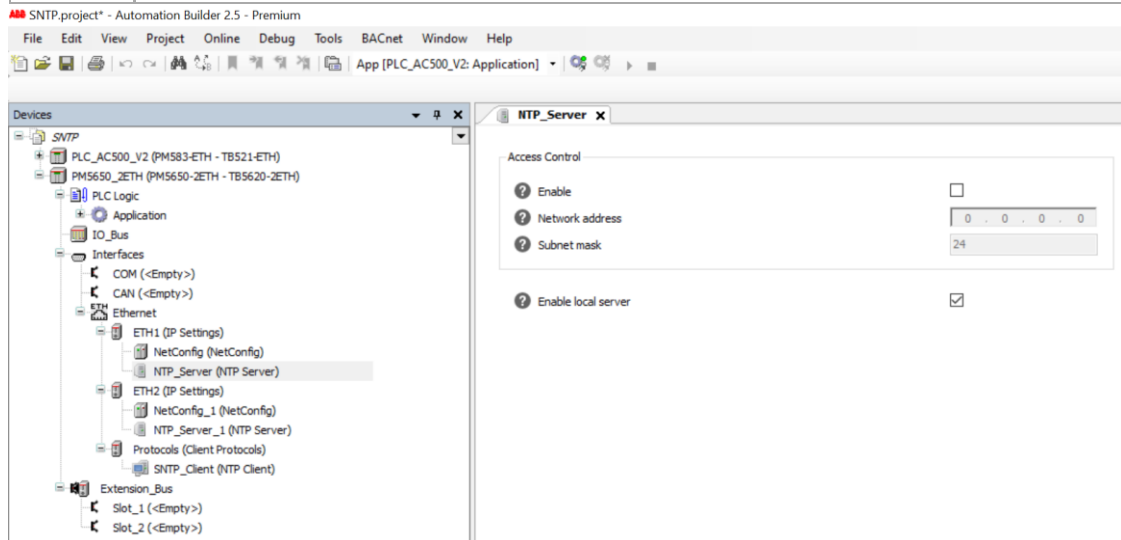 ABB SNTP.project* - Automation Builder 2.5 - Premium
File Edit View Project Online Debug Tools BACnet Window Help
App [PLC_AC500_V2: Application]
Devices
NTP_Server
SNTP
PLC_AC500_V2 (PM583-ETH - TB521-ETH)
PM5650_2ETH (PM5650-2ETH - TB5620-2ETH)
PLC Logic
Application
IO_Bus
Interfaces
COM (<Empty>)
CAN (<Empty>)
ETH Ethernet
ETH1 (IP Settings)
NetConfig (NetConfig)
NTP_Server (NTP Server)
ETH2 (IP Settings)
NetConfig_1 (NetConfig)
NTP_Server_1 (NTP Server)
Protocols (Client Protocols)
SNTP_Client (NTP Client)
Extension_Bus
Slot_1 (<Empty>)
Slot_2 (<Empty>)
Access Control
Enable
Network address 0 . 0 . 0 . 0
Subnet mask 24
Enable local server